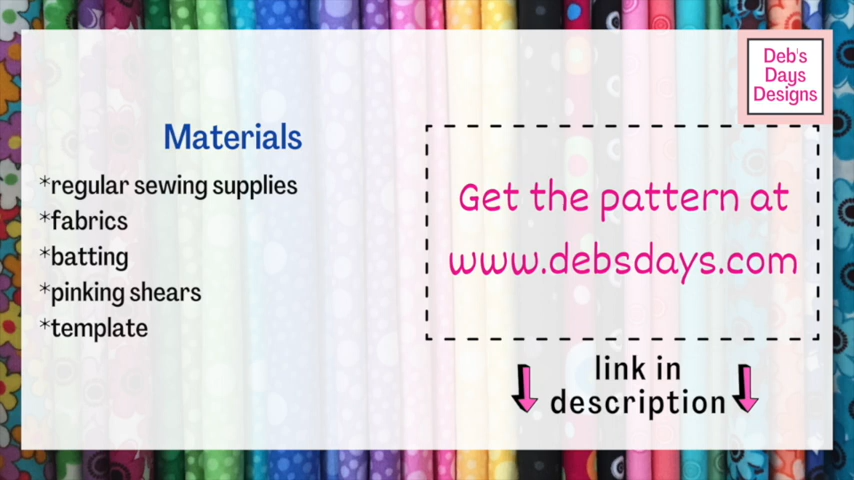 Deb's
Days
Designs
Materials
*regular sewing supplies
*fabrics
*batting
*pinking shears
*template
Get the pattern at
www.debsdays.com
link in
description